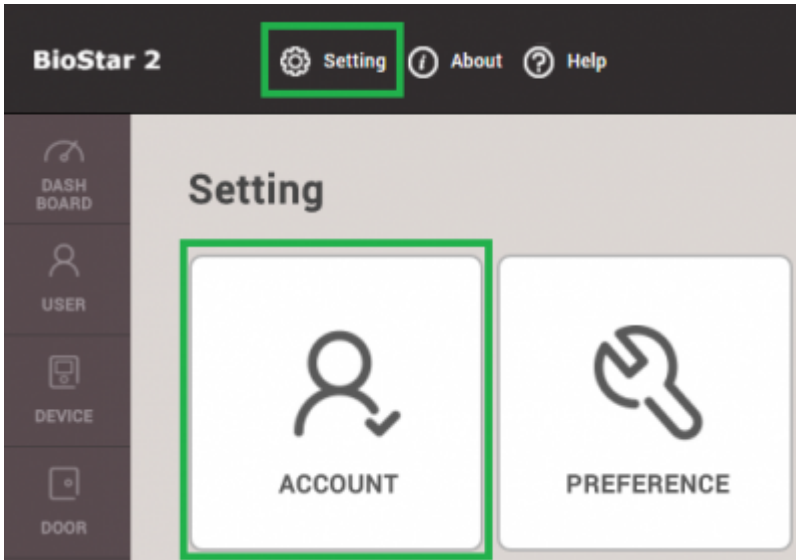 BioStar 2
Setting About Help
DASH
BOARD
USER
DEVICE
DOOR
Setting
ACCOUNT PREFERENCE